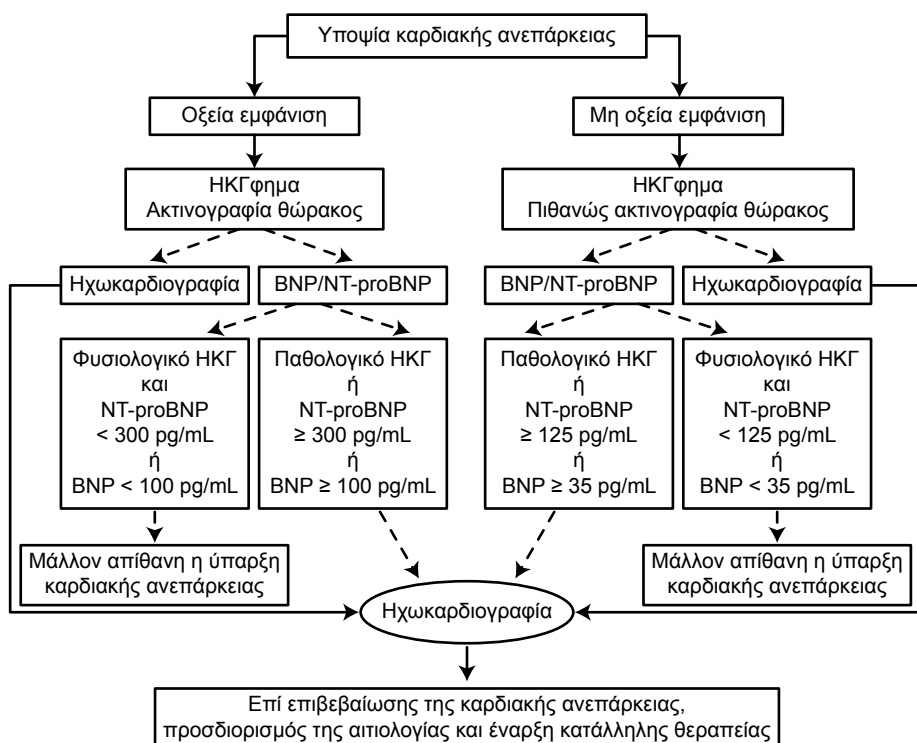 Υποψία καρδιακής ανεπάρκειας
Οξεία εμφάνιση
Μη οξεία εμφάνιση
ΗΚΓφημα
Ακτινογραφία θώρακος
ΗΚΓφημα
Πιθανώς ακτινογραφία θώρακος
Ηχωκαρδιογραφία
BNP/NT-proBNP
BNP/NT-proBNP
Ηχωκαρδιογραφία
Φυσιολογικό ΗΚΓ
και
NT-proBNP
< 300 pg/mL
ή
BNP < 100 pg/mL
Παθολογικό ΗΚΓ
ή
NT-proBNP
≥ 300 pg/mL
ή
BNP ≥ 100 pg/mL
Παθολογικό ΗΚΓ
ή
NT-proBNP
≥ 125 pg/mL
ή
BNP ≥ 35 pg/mL
Φυσιολογικό ΗΚΓ
και
NT-proBNP
< 125 pg/mL
ή
BNP < 35 pg/mL
Μάλλον απίθανη η ύπαρξη
καρδιακής ανεπάρκειας
Μάλλον απίθανη η ύπαρξη
καρδιακής ανεπάρκειας
Ηχωκαρδιογραφία
Επί επιβεβαίωσης της καρδιακής ανεπάρκειας,
προσδιορισμός της αιτιολογίας και έναρξη κατάλληλης θεραπείας